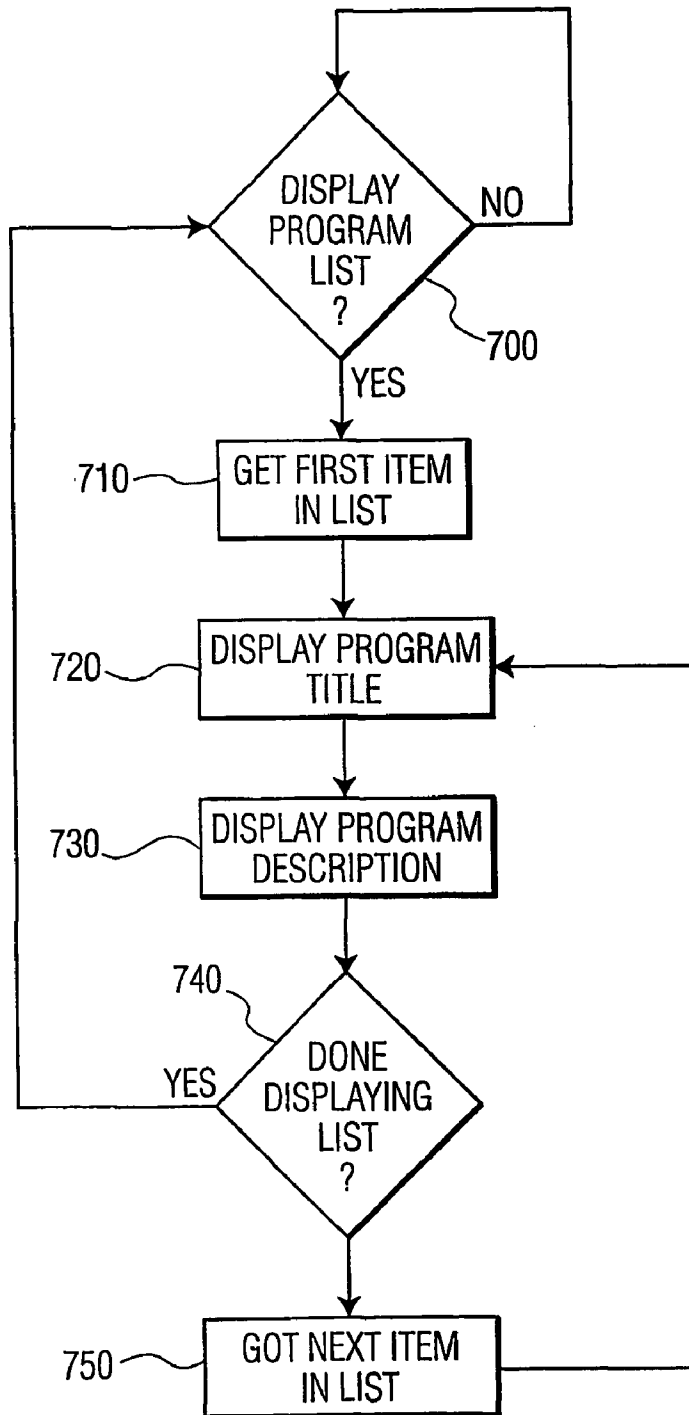 DISPLAY
PROGRAM
LIST
?
NO
700
YES
710
GET FIRST ITEM
IN LIST
720
DISPLAY PROGRAM
TITLE
730
DISPLAY PROGRAM
DESCRIPTION
740
YES
DONE
DISPLAYING
LIST
?
750
GOT NEXT ITEM
IN LIST